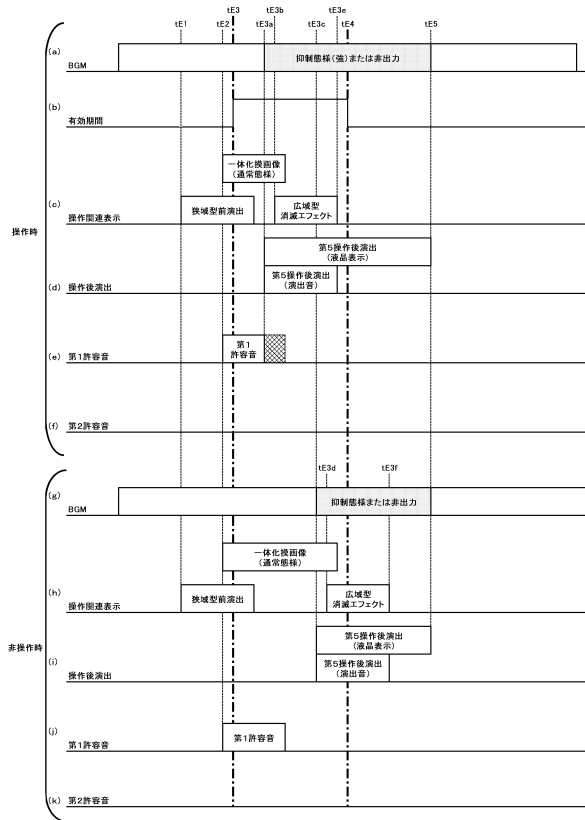 tE1
tE2
tE3
tE3a
tE3b
tE3c
tE3e
tE4
tE5
操作時
(a)
BGM
抑制態様(強)または非出力
(b)
有効期間
一体化摸画像
(通常態様)
(c)
操作関連表示
狭域型前演出
広域型
消滅エフェクト
第5操作後演出
(液晶表示)
(d)
操作後演出
第5操作後演出
(演出音)
(e)
第1許容音
第1
許容音
(f)
第2許容音
非操作時
tE3d
tE3f
(g)
BGM
抑制態様または非出力
一体化摸画像
(通常態様)
(h)
操作関連表示
狭域型前演出
広域型
消滅エフェクト
第5操作後演出
(液晶表示)
(i)
操作後演出
第5操作後演出
(演出音)
(j)
第1許容音
第1許容音
(k)
第2許容音